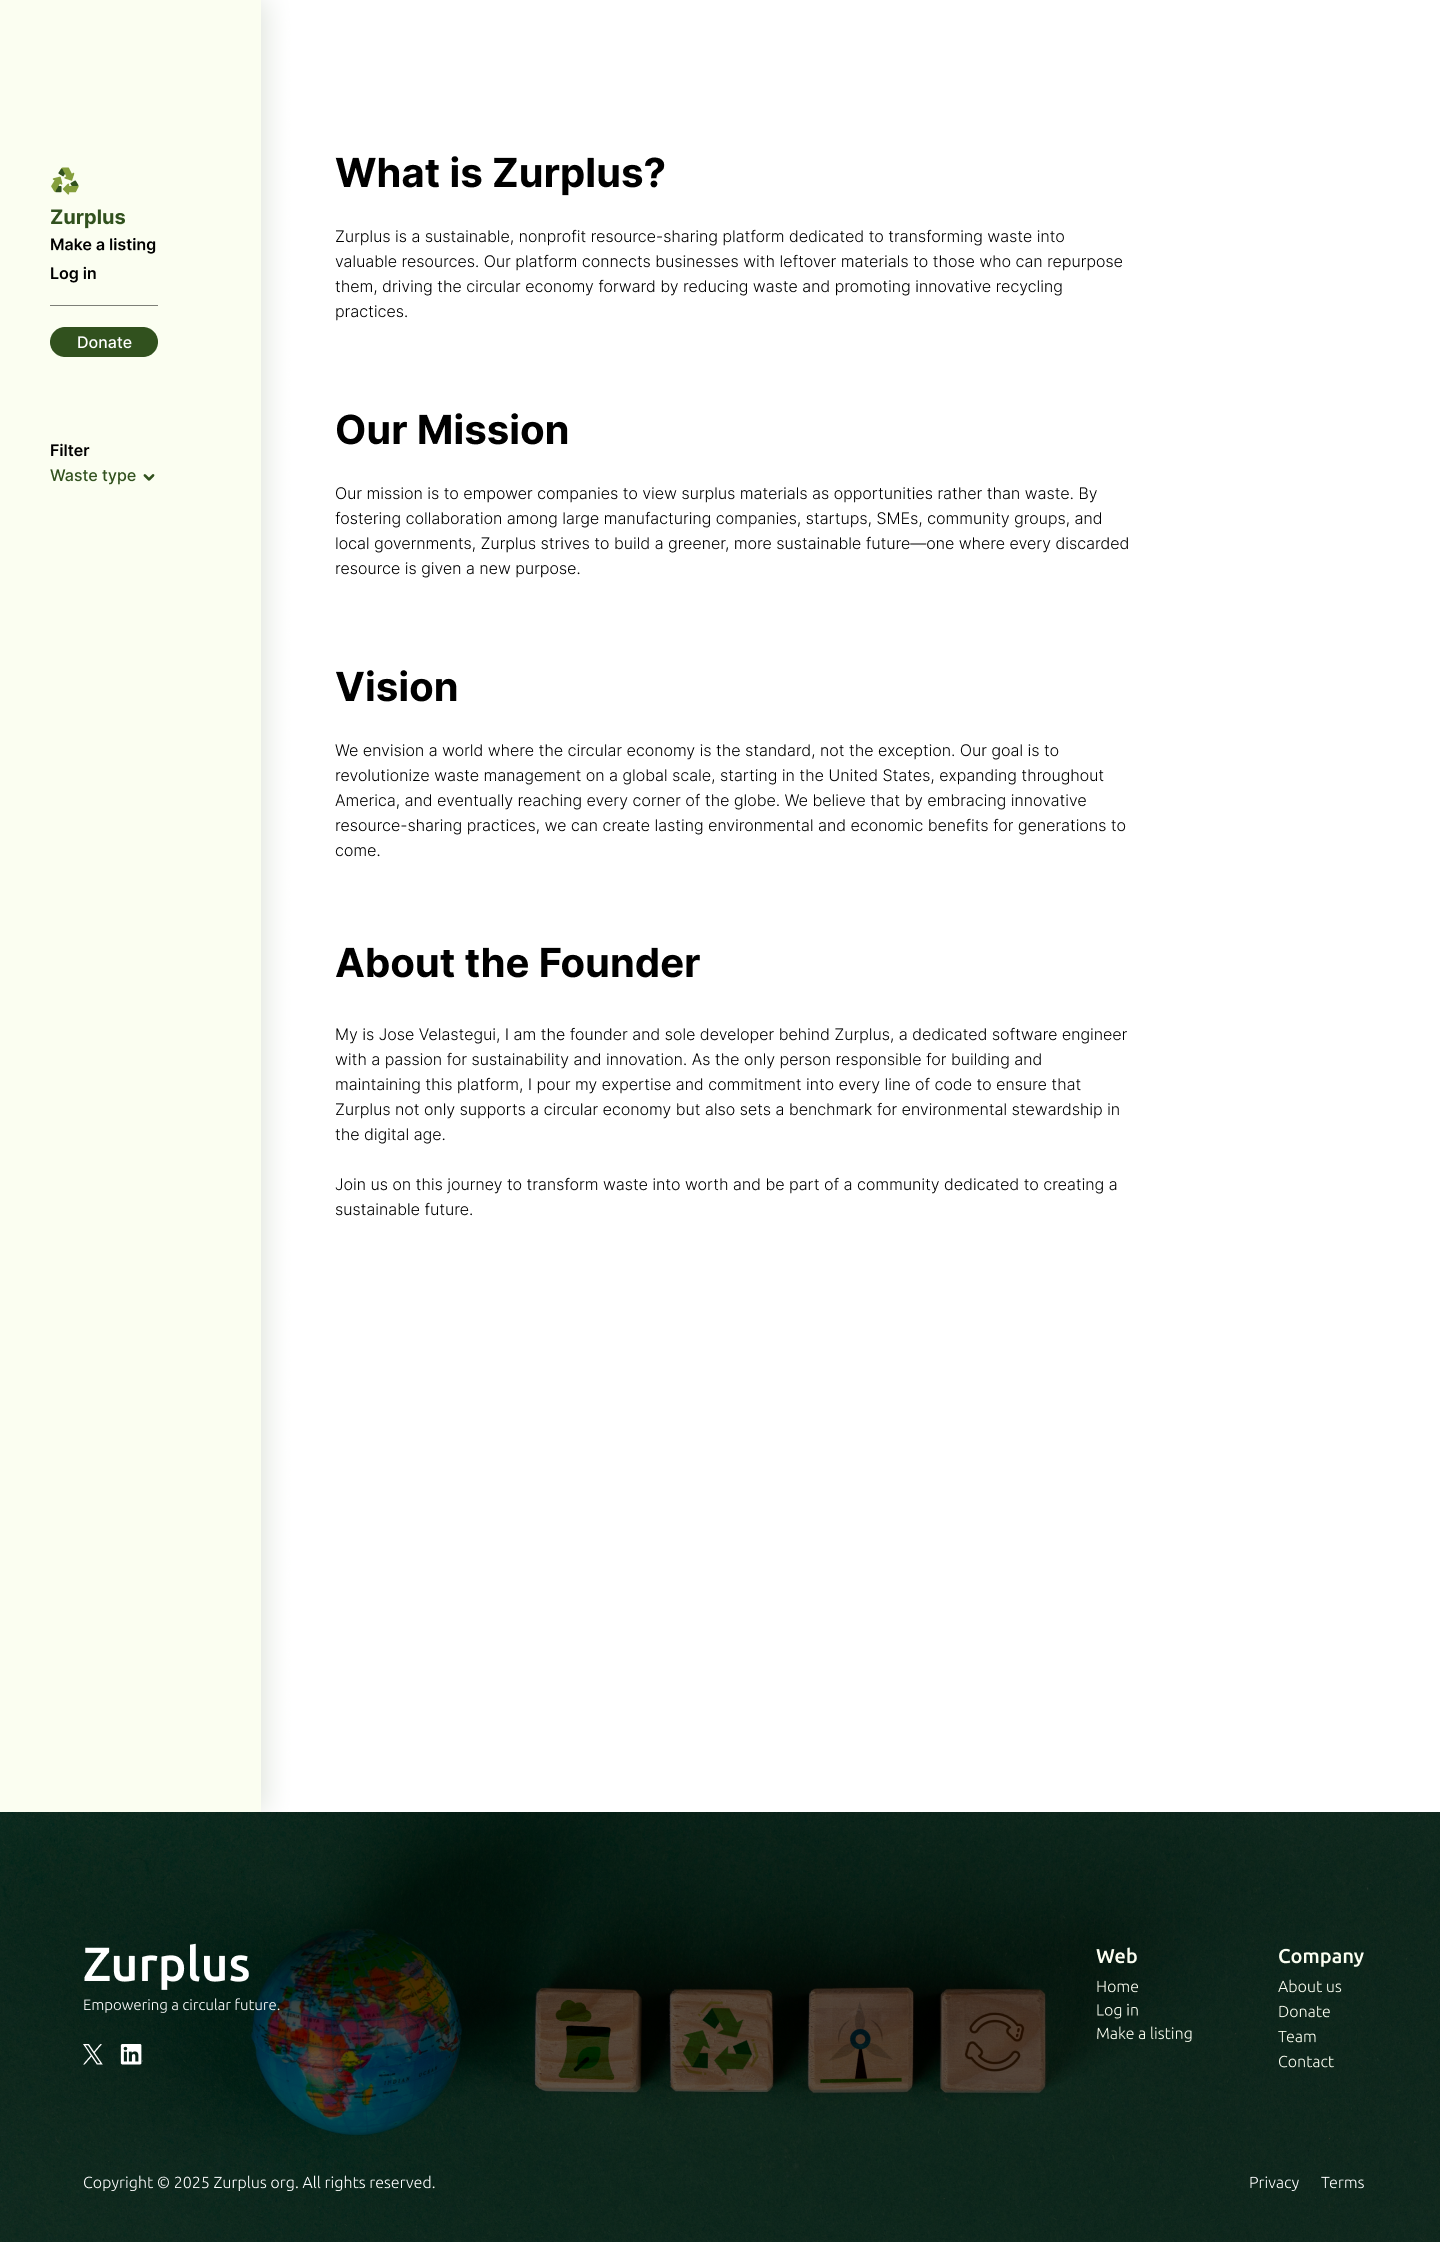 Zurplus
Make a listing
Log in
Donate
Filter
Waste type
What is Zurplus?
Zurplus is a sustainable, nonprofit resource-sharing platform dedicated to transforming waste into
valuable resources. Our platform connects businesses with leftover materials to those who can repurpose
them, driving the circular economy forward by reducing waste and promoting innovative recycling
practices.
Our Mission
Our mission is to empower companies to view surplus materials as opportunities rather than waste. By
fostering collaboration among large manufacturing companies, startups, SMEs, community groups, and
local governments, Zurplus strives to build a greener, more sustainable future—one where every discarded
resource is given a new purpose.
Vision
We envision a world where the circular economy is the standard, not the exception. Our goal is to
revolutionize waste management on a global scale, starting in the United States, expanding throughout
America, and eventually reaching every corner of the globe. We believe that by embracing innovative
resource-sharing practices, we can create lasting environmental and economic benefits for generations to
come.
About the Founder
My is Jose Velastegui, I am the founder and sole developer behind Zurplus, a dedicated software engineer
with a passion for sustainability and innovation. As the only person responsible for building and
maintaining this platform, I pour my expertise and commitment into every line of code to ensure that
Zurplus not only supports a circular economy but also sets a benchmark for environmental stewardship in
the digital age.
Join us on this journey to transform waste into worth and be part of a community dedicated to creating a
sustainable future.
Zurplus
Empowering a circular future.
Web
Home
Log in
Make a listing
Company
About us
Donate
Team
Contact
Copyright © 2025 Zurplus org. All rights reserved.
Privacy
Terms